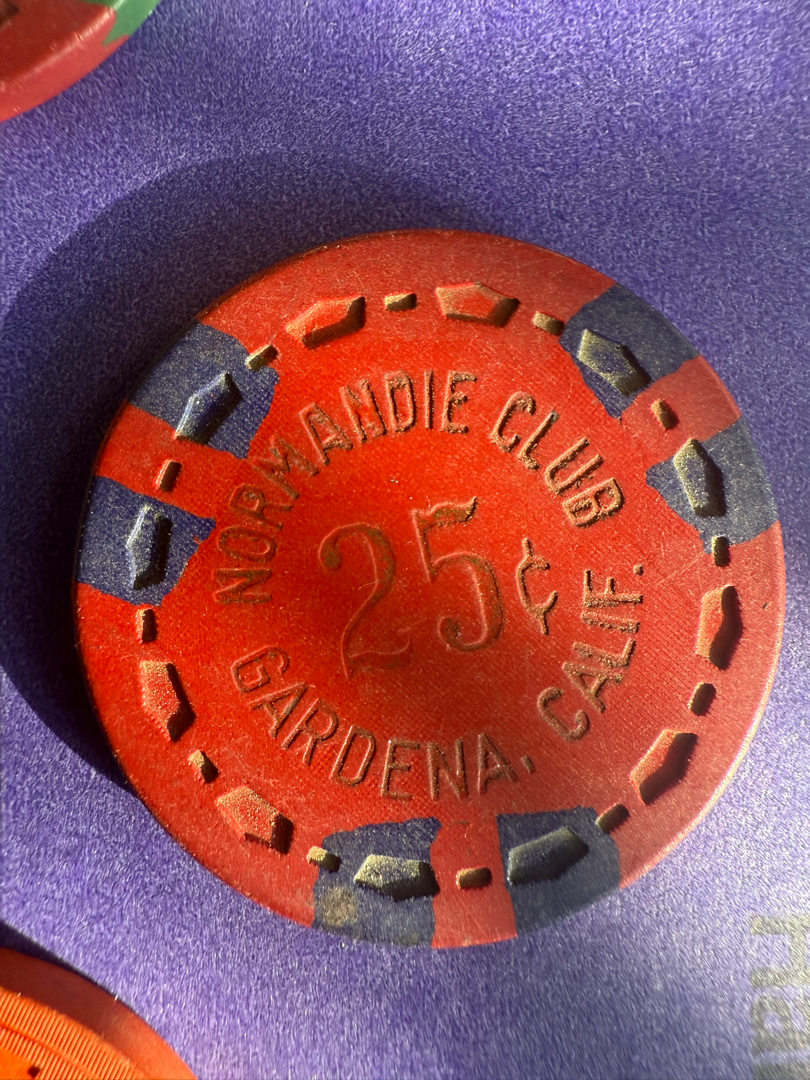 NORMANDIE CLUB
25¢
GARDENA, CALIF.